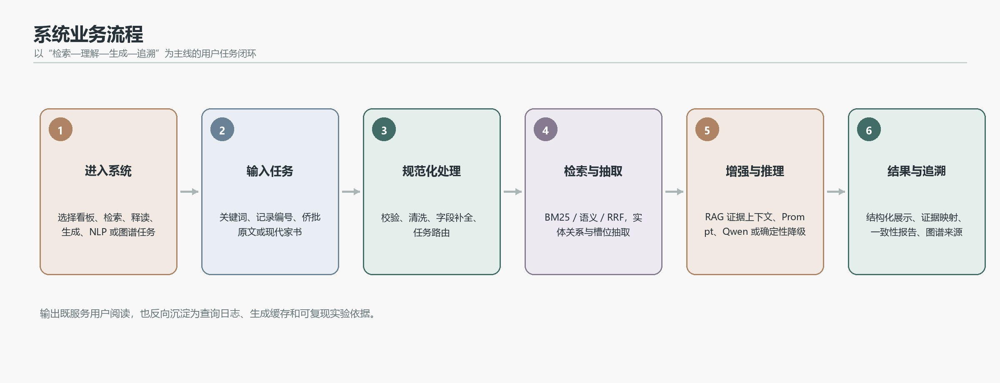 系统业务流程
以“检索—理解—生成—追溯”为主线的用户任务闭环
1
进入系统
选择看板、检索、释读、
生成、NLP 或图谱任务
2
输入任务
关键词、记录编号、侨批
原文或现代家书
3
规范化处理
校验、清洗、字段补全、
任务路由
4
检索与抽取
BM25 / 语义 / RRF，实
体关系与槽位抽取
5
增强与推理
RAG 证据上下文、Prom
pt、Qwen 或确定性降级
6
结果与追溯
结构化展示、证据映射、
一致性报告、图谱来源
输出既服务用户阅读，也反向沉淀为查询日志、生成缓存和可复现实验依据。